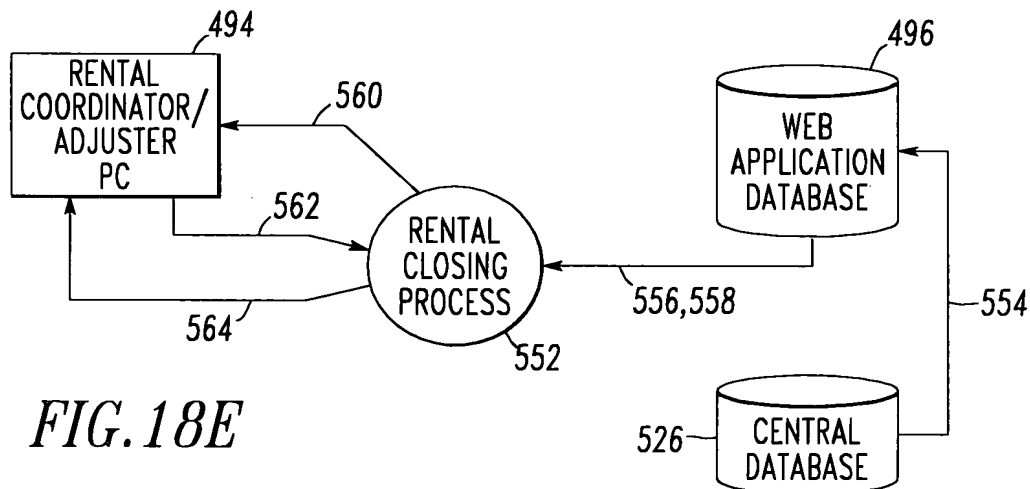 494
RENTAL
COORDINATOR/
ADJUSTER
PC
560
496
WEB
APPLICATION
DATABASE
562
RENTAL
CLOSING
PROCESS
556,558
554
564
552
FIG. 18E
526
CENTRAL
DATABASE